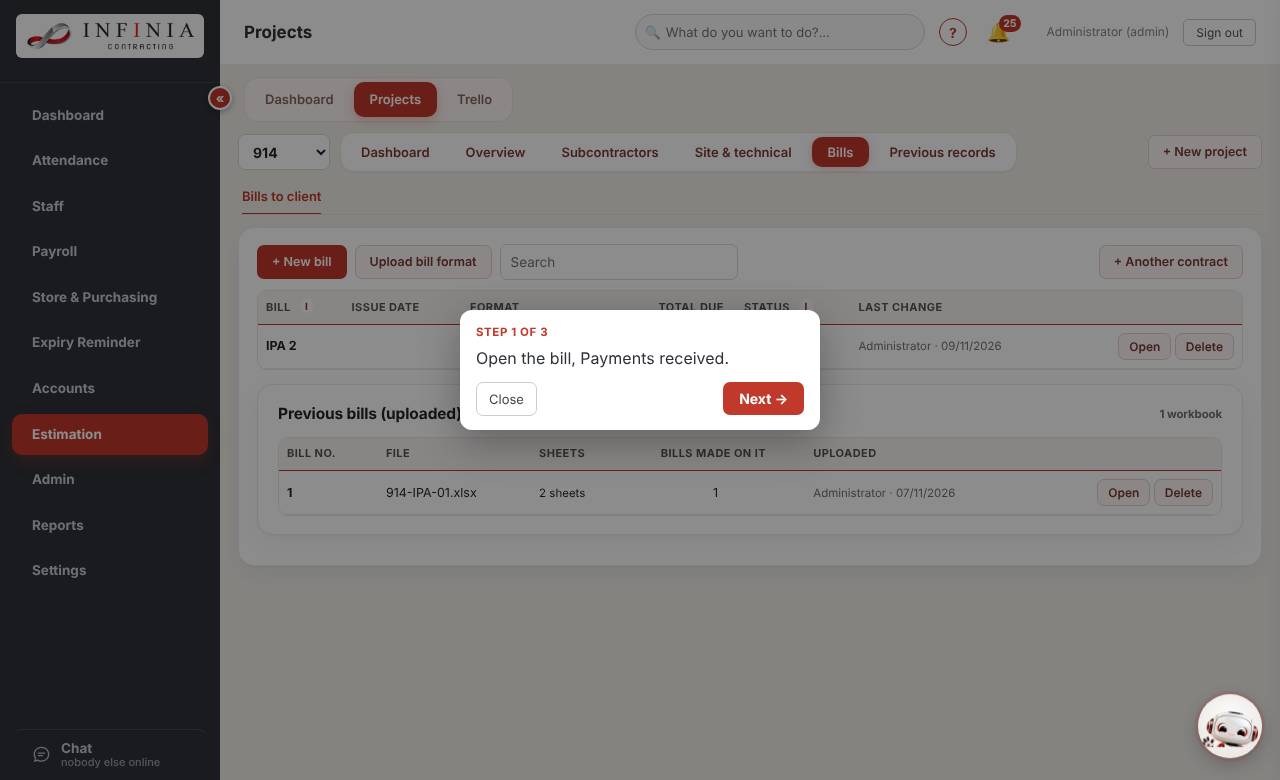 INFINIA
CONTRACTING
Projects
What do you want to do?...
?
25
Administrator (admin)
Sign out
«
Dashboard
Projects
Trello
Dashboard
Attendance
Staff
Payroll
Store & Purchasing
Expiry Reminder
Accounts
Estimation
Admin
Reports
Settings
Chat
nobody else online
914
Dashboard
Overview
Subcontractors
Site & technical
Bills
Previous records
+ New project
Bills to client
+ New bill
Upload bill format
Search
+ Another contract
BILL
ISSUE DATE
FORMAT
TOTAL DUE
STATUS
LAST CHANGE
IPA 2
Administrator · 09/11/2026
Open
Delete
STEP 1 OF 3
Open the bill, Payments received.
Close
Next →
Previous bills (uploaded)
1 workbook
BILL NO.
FILE
SHEETS
BILLS MADE ON IT
UPLOADED
1
914-IPA-01.xlsx
2 sheets
1
Administrator · 07/11/2026
Open
Delete